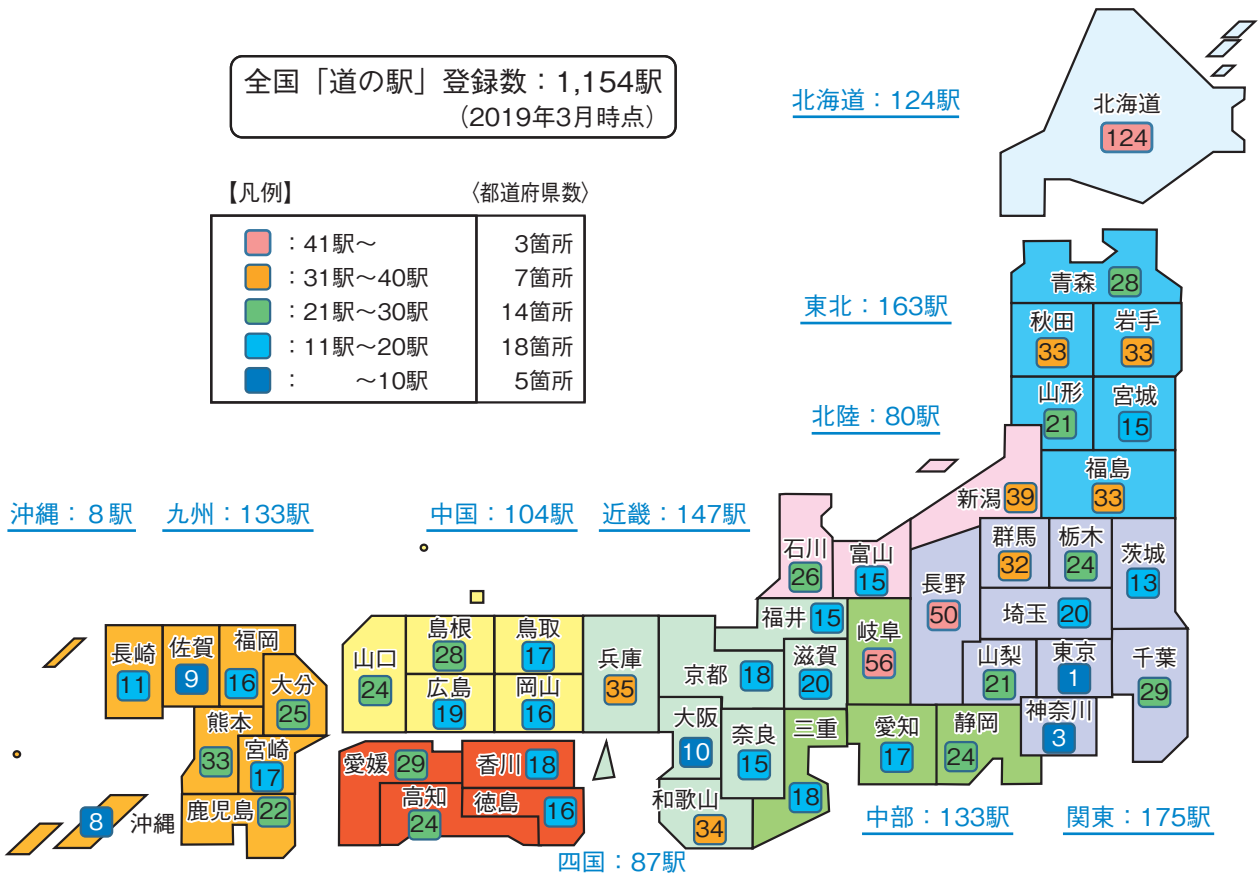 全国「道の駅」登録数：1,154駅
（2019年3月時点）
【凡例】 〈都道府県数〉
：41駅～ 3箇所
：31駅～40駅 7箇所
：21駅～30駅 14箇所
：11駅～20駅 18箇所
： ～10駅 5箇所
北海道：124駅
北海道
124
東北：163駅
青森 28
秋田 岩手
33 33
山形 宮城
21 15
福島
33
北陸：80駅
新潟 39
石川 富山
26 15
沖縄：8駅 九州：133駅 中国：104駅 近畿：147駅
群馬 栃木 茨城
32 24 13
長野
50
埼玉 20
山梨 東京 千葉
21 1 29
神奈川
3
福井 15
岐阜
56
滋賀
20
京都 18
兵庫
35
大阪 奈良 三重
10 15 18
和歌山
34
愛知 静岡
17 24
島根 鳥取
28 17
山口
24
広島 岡山
19 16
愛媛 29 香川 18
高知 徳島 16
24
長崎 佐賀 福岡
11 9 16
大分
25
熊本
33
宮崎
17
鹿児島 22
8 沖縄
中部：133駅 関東：175駅
四国：87駅